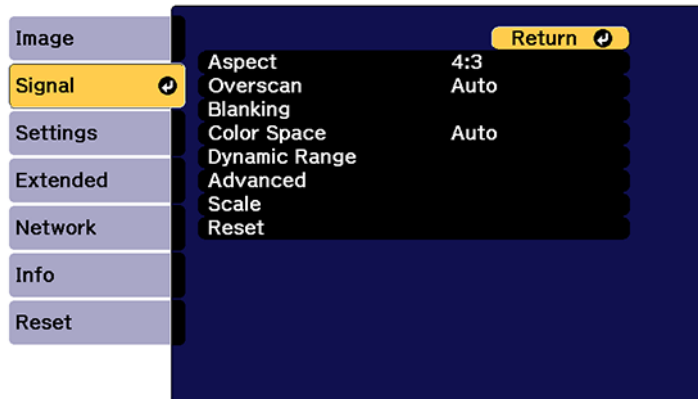 Image
Signal
Settings
Extended
Network
Info
Reset
Return
Aspect 4:3
Overscan Auto
Blanking
Color Space Auto
Dynamic Range
Advanced
Scale
Reset